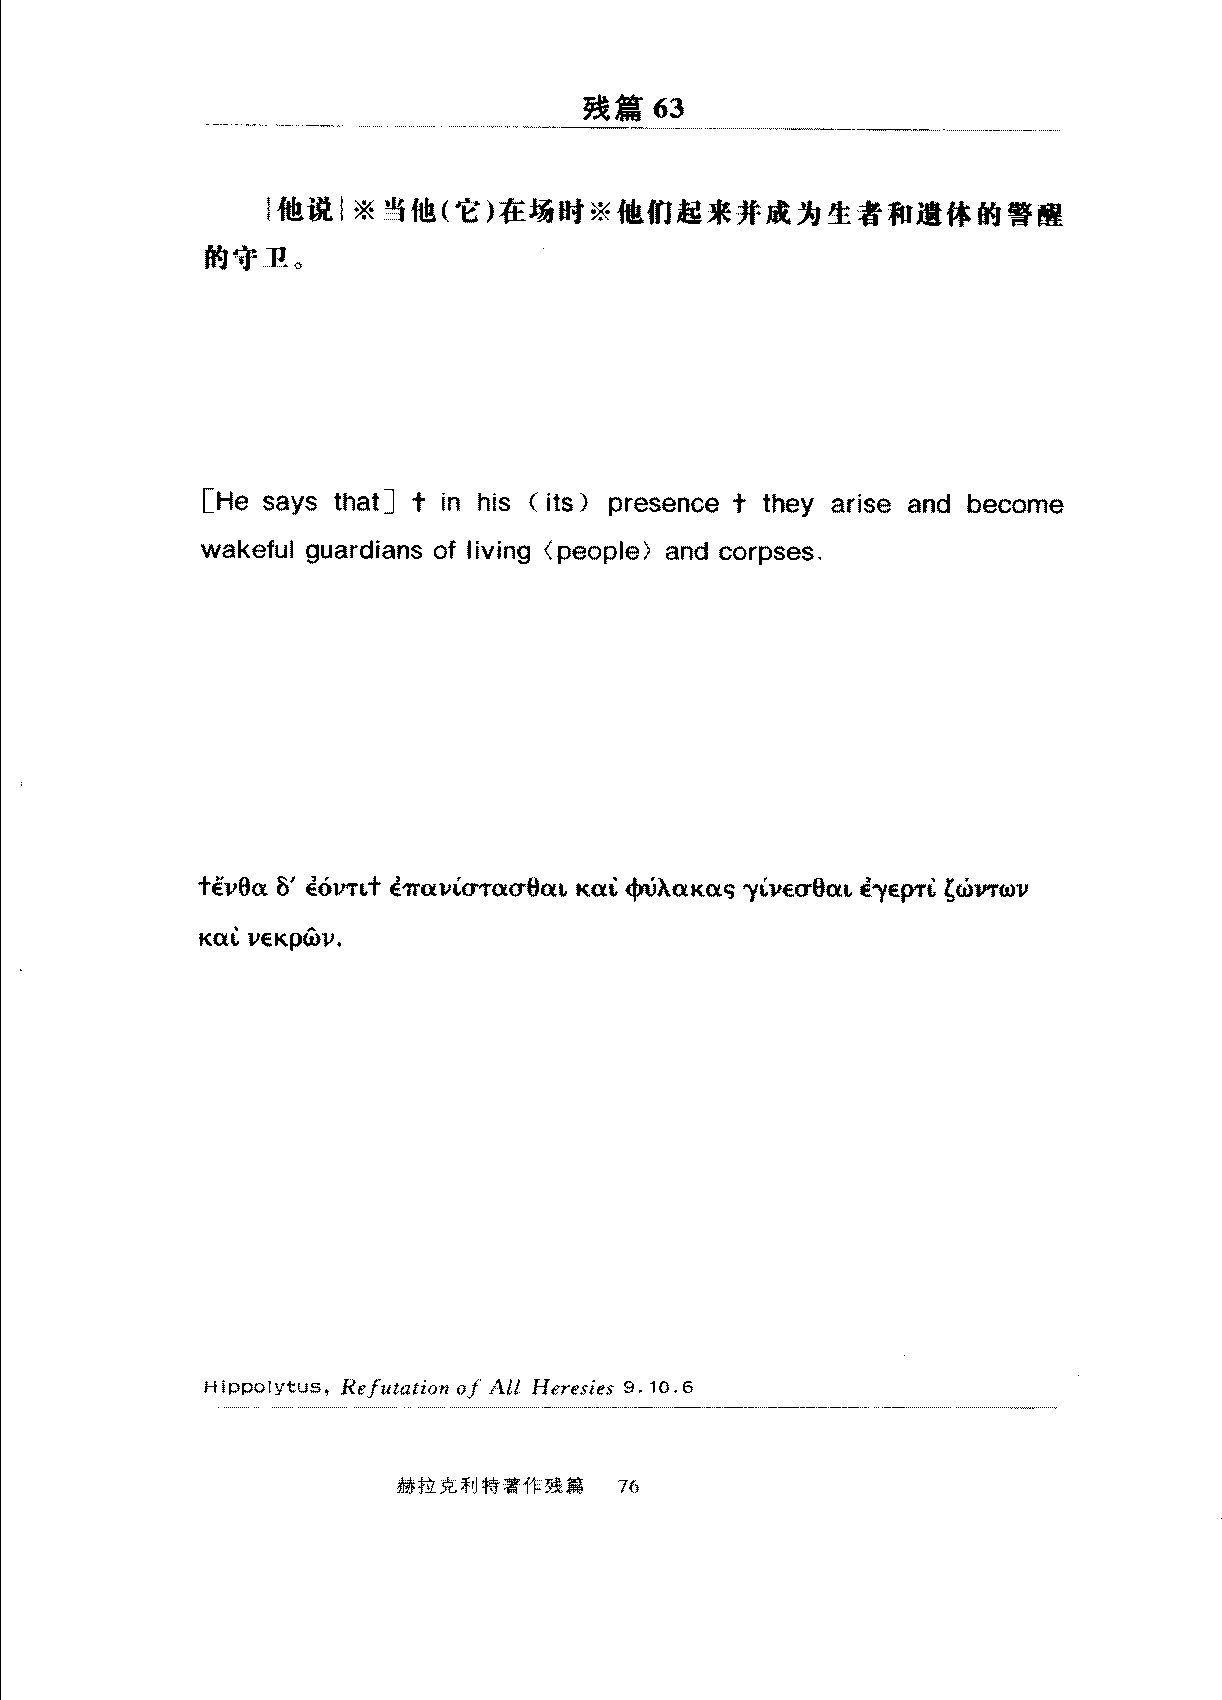 残篇 63
[他说]※当他(它)在场时※他们起来并成为生者和遗体的警醒
的守卫。
[He says that] † in his (its) presence † they arise and become
wakeful guardians of living 〈people〉 and corpses.
†ἔνθα δ' ἐόντι† ἐπανίστασθαι καὶ φύλακας γίνεσθαι ἐγερτὶ ζώντων
καὶ νεκρῶν.
Hippolytus, Refutation of All Heresies 9.10.6
赫拉克利特著作残篇 76